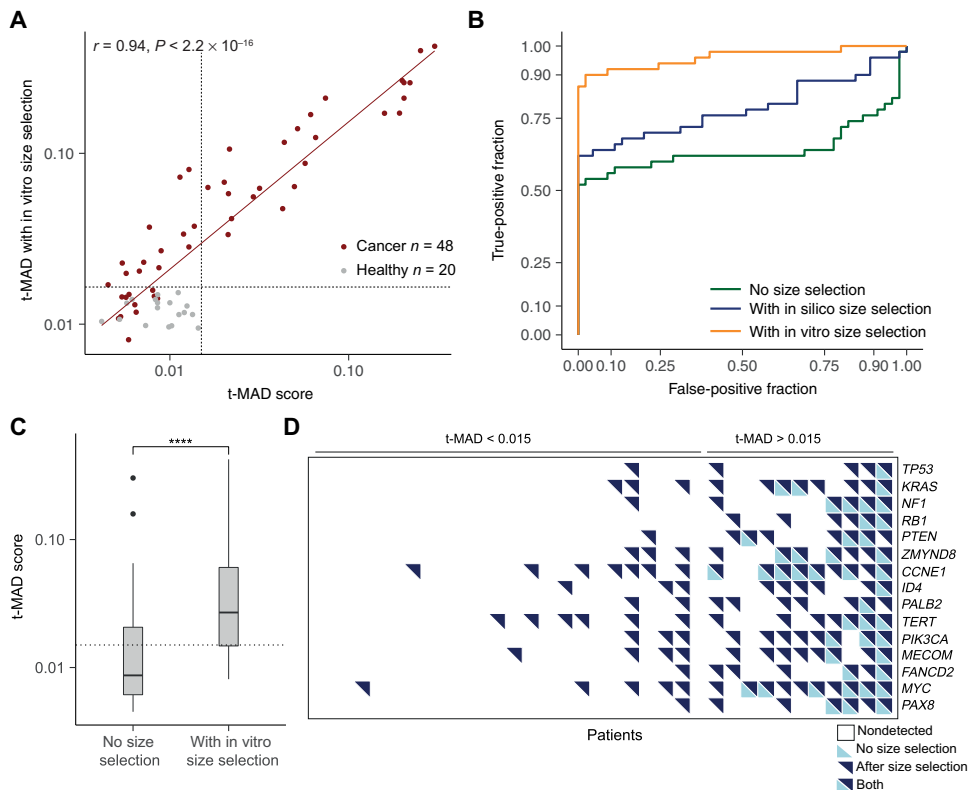 A
r = 0.94, P < 2.2 × 10⁻¹⁶
t-MAD with in vitro size selection
0.10
0.01
Cancer n = 48
Healthy n = 20
0.01
0.10
t-MAD score
B
True-positive fraction
1.00
0.90
0.75
0.50
0.25
0.10
0.00
No size selection
With in silico size selection
With in vitro size selection
0.00
0.10
0.25
0.50
0.75
0.90
1.00
False-positive fraction
C
****
t-MAD score
0.10
0.01
No size
selection
With in vitro
size selection
D
t-MAD < 0.015
t-MAD > 0.015
TP53
KRAS
NF1
RB1
PTEN
ZMYND8
CCNE1
ID4
PALB2
TERT
PIK3CA
MECOM
FANCD2
MYC
PAX8
Patients
Nondetected
No size selection
After size selection
Both